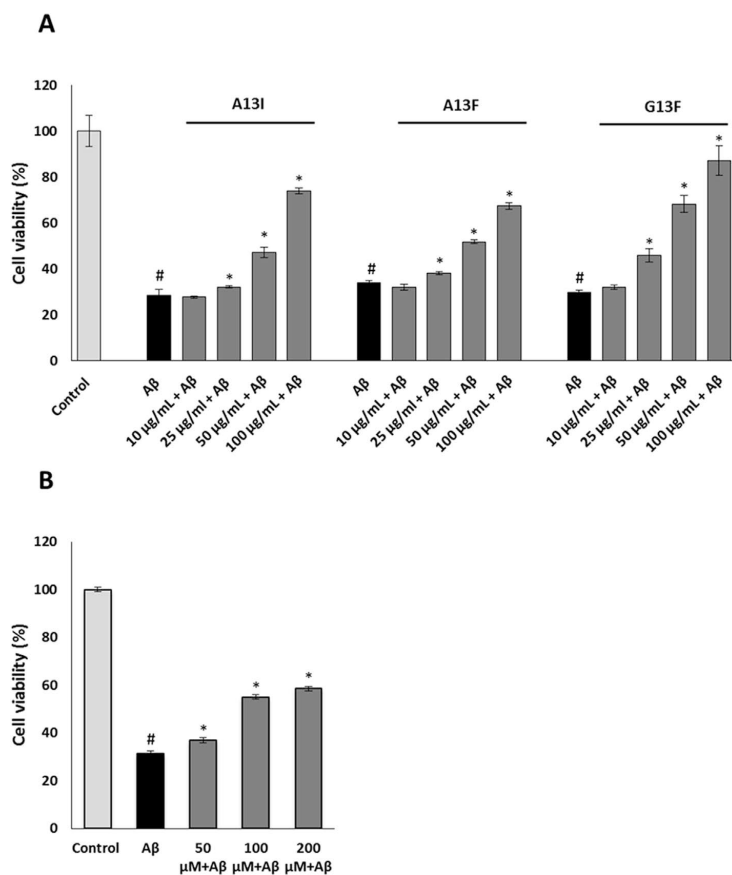 A
A13I
A13F
G13F
120
100
80
60
40
20
0
Cell viability (%)
#
*
*
*
#
*
*
*
#
*
*
*
Control
Aβ
10 µg/mL + Aβ
25 µg/ml + Aβ
50 µg/mL + Aβ
100 µg/mL + Aβ
Aβ
10 µg/mL + Aβ
25 µg/ml + Aβ
50 µg/mL + Aβ
100 µg/mL + Aβ
Aβ
10 µg/mL + Aβ
25 µg/ml + Aβ
50 µg/mL + Aβ
100 µg/mL + Aβ
B
120
100
80
60
40
20
0
Cell viability (%)
#
*
*
*
Control Aβ 50 100 200
µM+Aβ µM+Aβ µM+Aβ